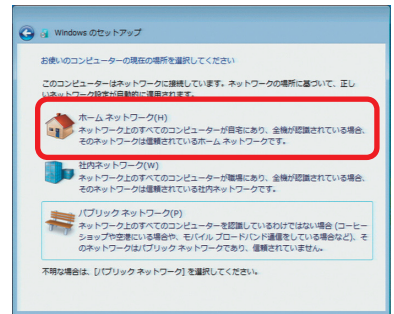 Windows のセットアップ
お使いのコンピューターの現在の場所を選択してください
このコンピューターはネットワークに接続しています。ネットワークの場所に基づいて、正し
いネットワーク設定が自動的に適用されます。
ホーム ネットワーク(H)
ネットワーク上のすべてのコンピューターが自宅にあり、全機が認識されている場合、
そのネットワークは信頼されているホーム ネットワークです。
社内ネットワーク(W)
ネットワーク上のすべてのコンピューターが職場にあり、全機が認識されている場合、
そのネットワークは信頼されている社内ネットワークです。
パブリック ネットワーク(P)
ネットワーク上のすべてのコンピューターを認識しているわけではない場合 (コーヒー
ショップや空港にいる場合や、モバイル ブロードバンド通信をしている場合など)、そ
のネットワークはパブリック ネットワークであり、信頼されていません。
不明な場合は、[パブリック ネットワーク] を選択してください。